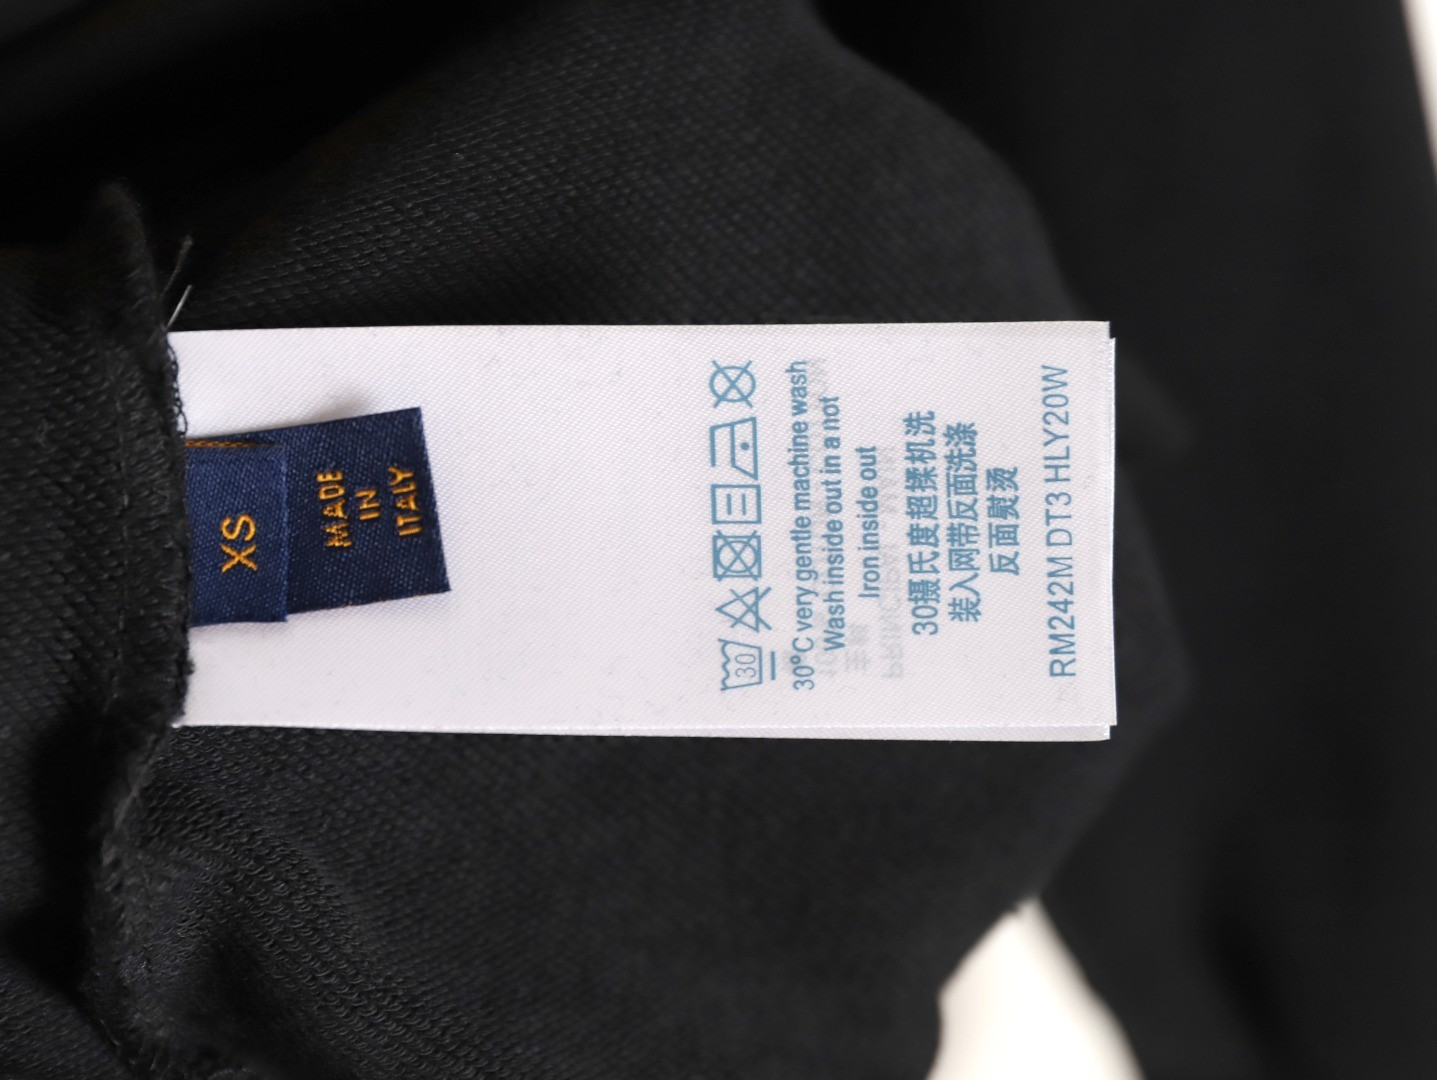 XS
MADE
IN
ITALY
30
30°C very gentle machine wash
Wash inside out in a not
Iron inside out
30摄氏度超揉机洗
装入网带反面洗涤
反面熨烫
RM242M DT3 HLY20W